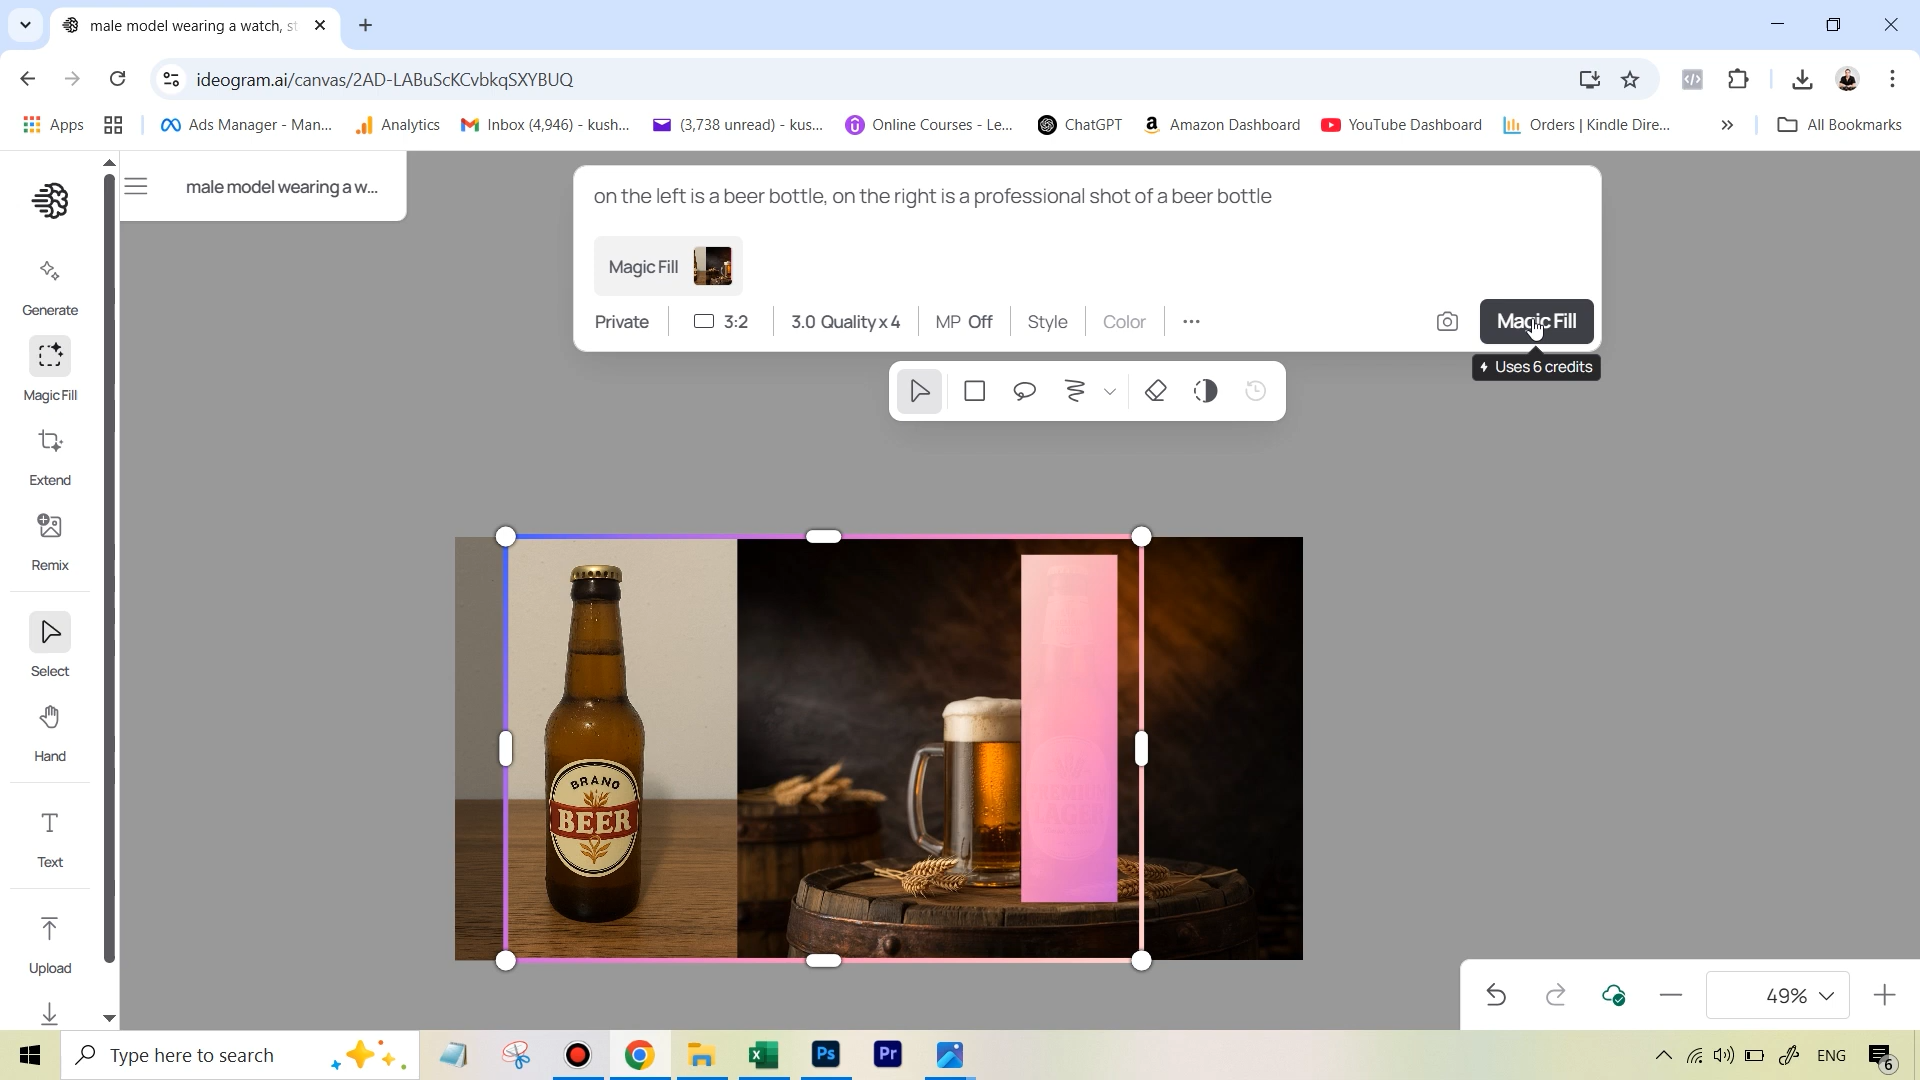 male model wearing a watch, st
ideogram.ai/canvas/2AD-LABuScKCvbkqSXYBUQ
Apps
Ads Manager - Man...
Analytics
Inbox (4,946) - kush...
(3,738 unread) - kus...
Online Courses - Le...
ChatGPT
Amazon Dashboard
YouTube Dashboard
Orders | Kindle Dire...
All Bookmarks
male model wearing a w...
on the left is a beer bottle, on the right is a professional shot of a beer bottle
Magic Fill
Private
3:2
3.0 Quality x 4
MP Off
Style
Color
Magic Fill
Uses 6 credits
Generate
Magic Fill
Extend
Remix
Select
Hand
Text
Upload
BRAND
BEER
49%
Type here to search
Ps
Pr
ENG
6